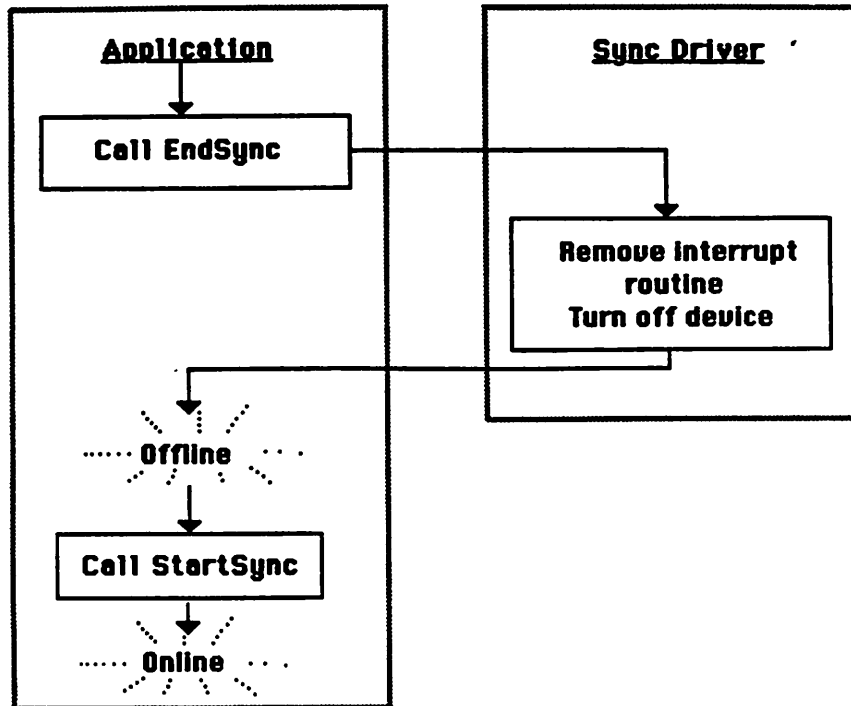 Application
Call EndSync
Sync Driver
Remove interrupt
routine
Turn off device
Offline
Call StartSync
Online